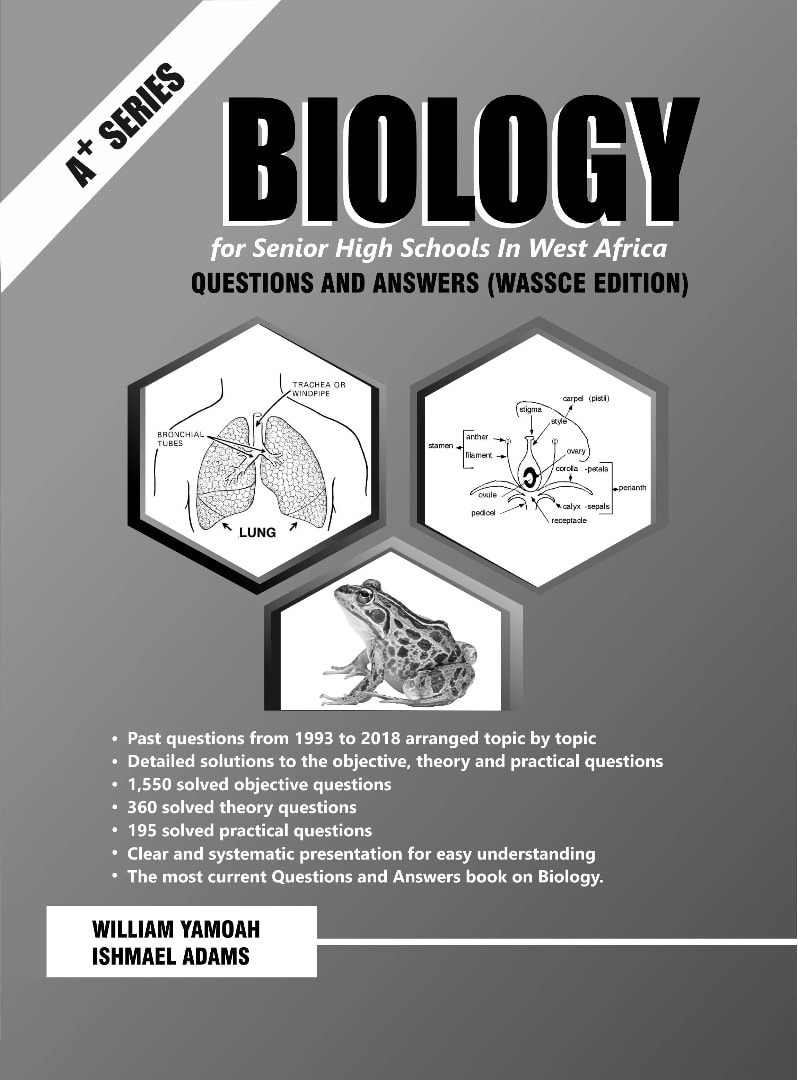 A+ SERIES
BIOLOGY
for Senior High Schools In West Africa
QUESTIONS AND ANSWERS (WASSCE EDITION)
TRACHEA OR
WINDPIPE
BRONCHIAL
TUBES
LUNG
carpel (pistil)
stigma
style
anther
stamen
filament
ovary
corolla -petals
perianth
ovule
calyx -sepals
pedicel
receptacle
• Past questions from 1993 to 2018 arranged topic by topic
• Detailed solutions to the objective, theory and practical questions
• 1,550 solved objective questions
• 360 solved theory questions
• 195 solved practical questions
• Clear and systematic presentation for easy understanding
• The most current Questions and Answers book on Biology.
WILLIAM YAMOAH
ISHMAEL ADAMS